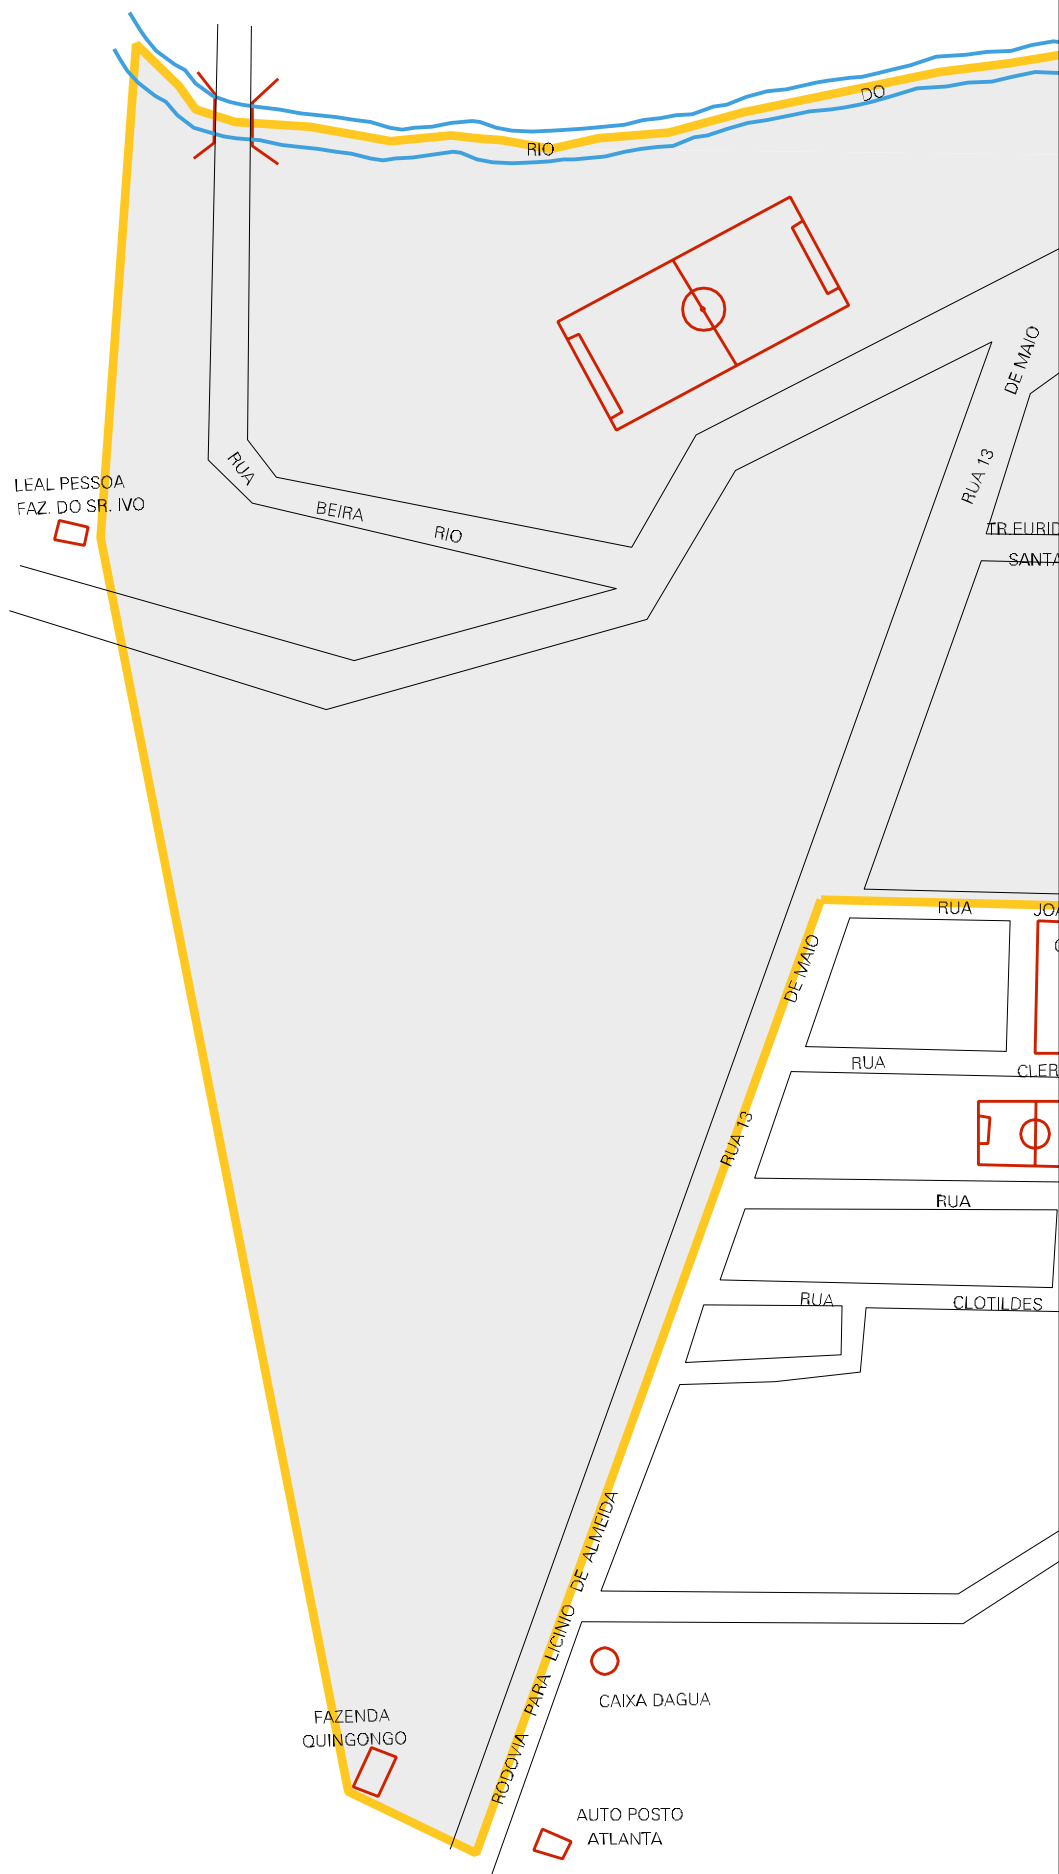 DO
RIO
DE MAIO
RUA 13
LEAL PESSOA
FAZ. DO SR. IVO
RUA
BEIRA
RIO
TR.EURID
SANTA
RUA
JOA
DE MAIO
RUA
CLER
RUA 13
RUA
RUA
CLOTILDES
RODOVIA PARA LICINIO DE ALMEIDA
CAIXA DAGUA
FAZENDA
QUINGONGO
AUTO POSTO
ATLANTA